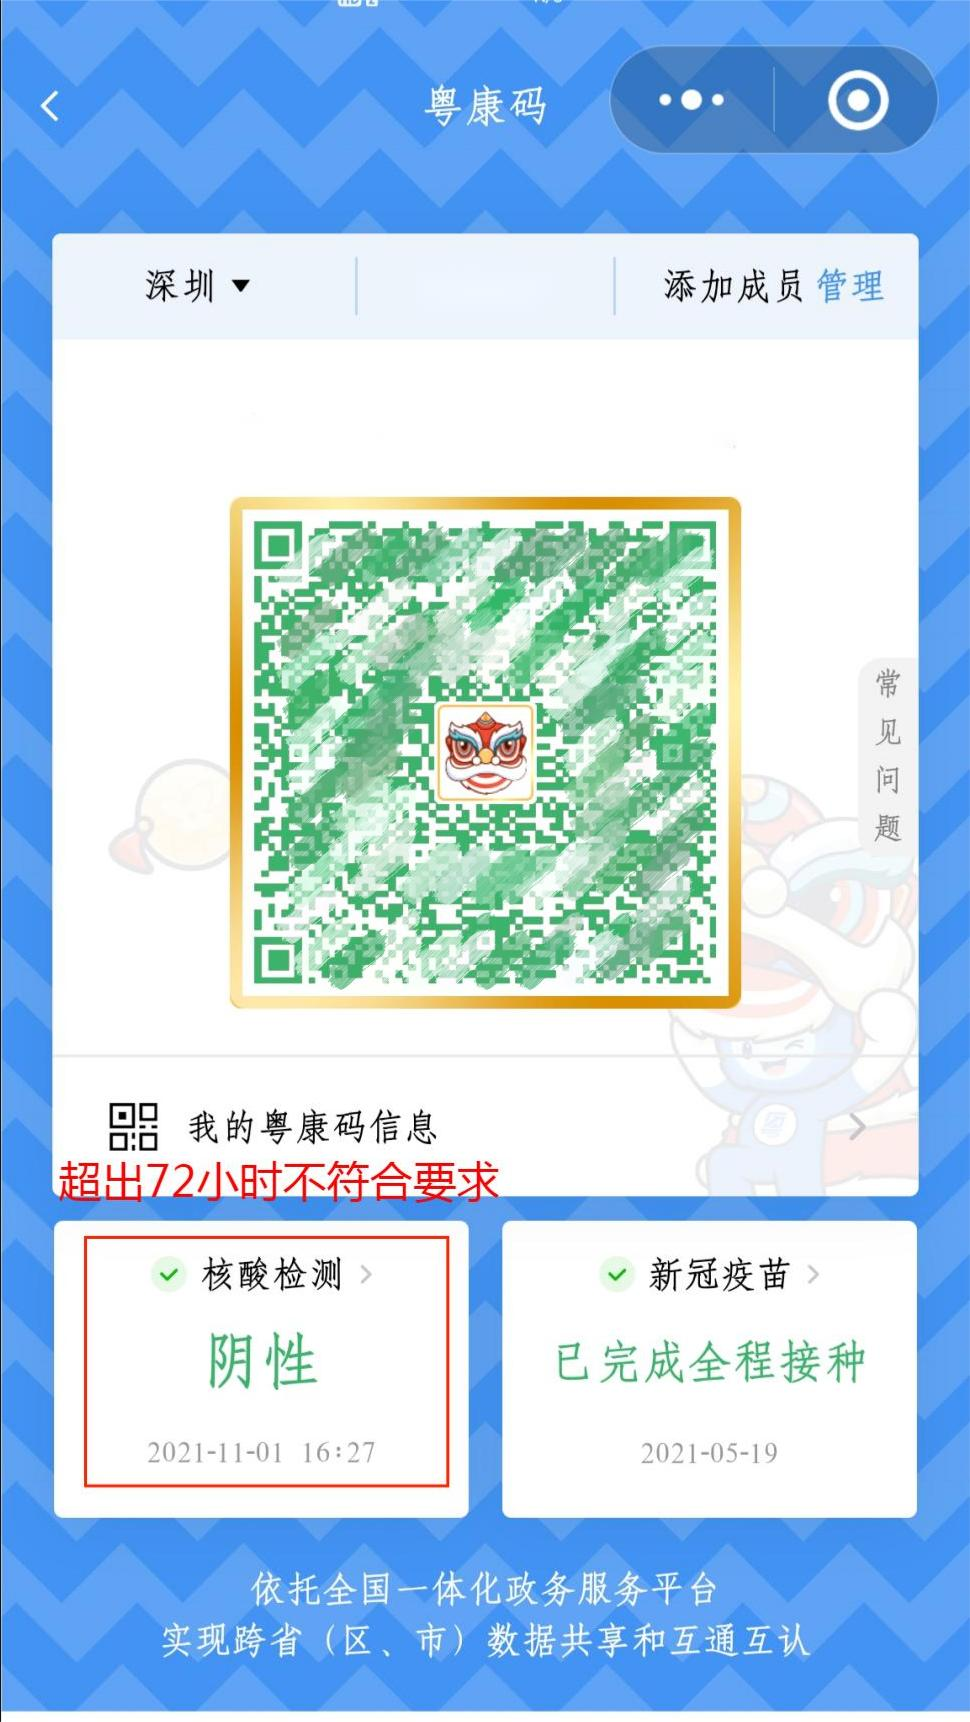 粤康码
深圳
添加成员 管理
常见问题
我的粤康码信息
超出72小时不符合要求
核酸检测
阴性
2021-11-01 16:27
新冠疫苗
已完成全程接种
2021-05-19
依托全国一体化政务服务平台
实现跨省（区、市）数据共享和互通互认